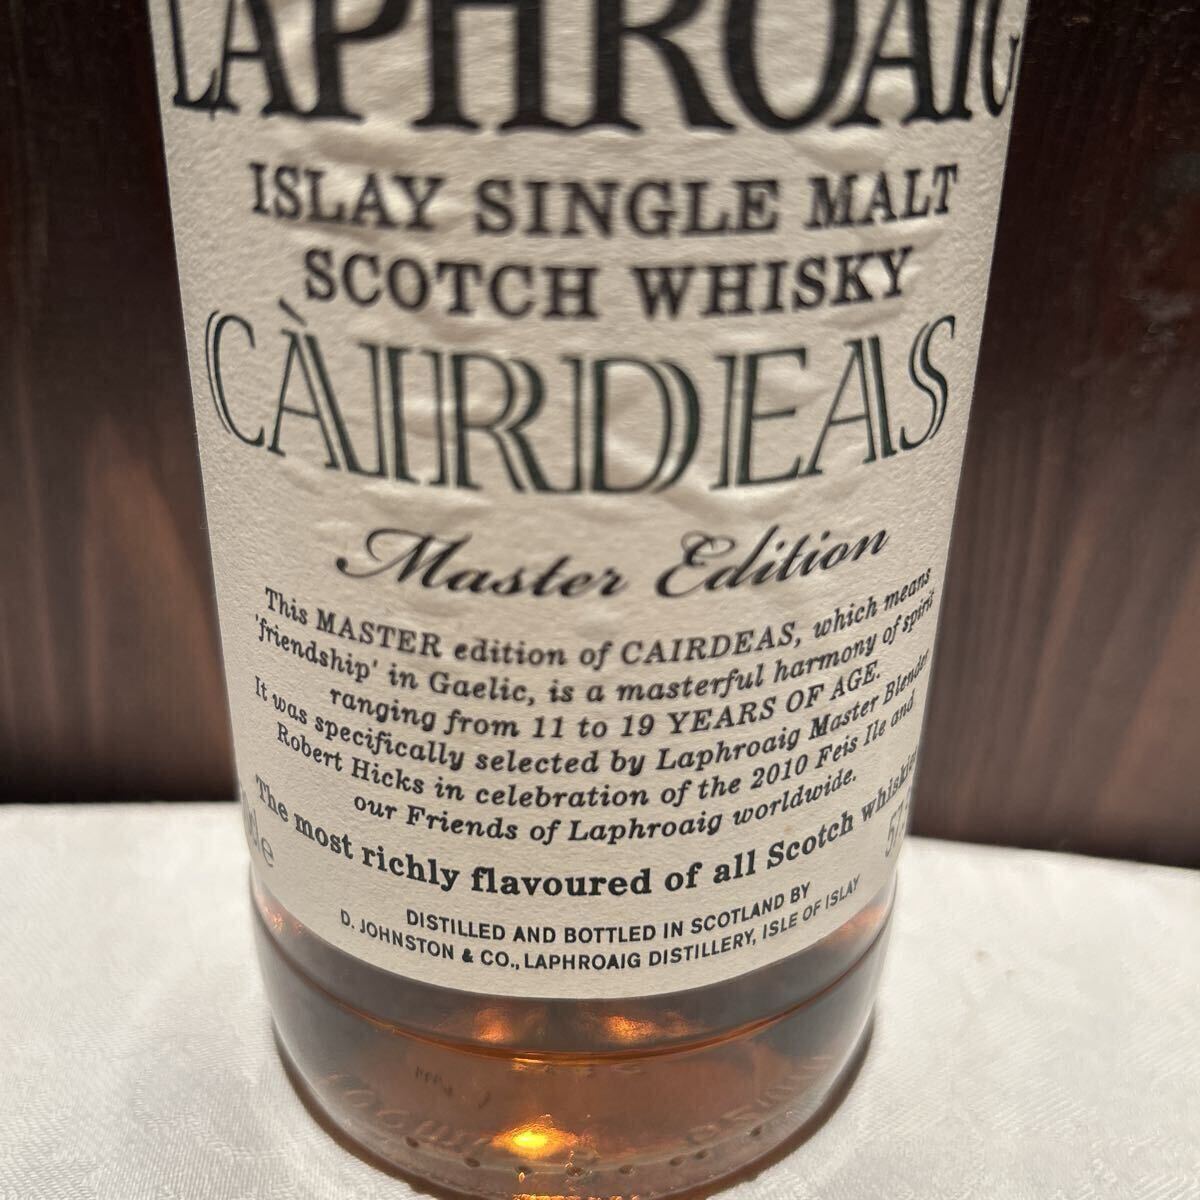 LAPHROAIG
ISLAY SINGLE MALT
SCOTCH WHISKY
CÀIRDEAS
Master Edition
This MASTER edition of CAIRDEAS, which means
'friendship' in Gaelic, is a masterful harmony of spirit
ranging from 11 to 19 YEARS OF AGE.
It was specifically selected by Laphroaig Master Blender
Robert Hicks in celebration of the 2010 Feis Ile and
our Friends of Laphroaig worldwide.
The most richly flavoured of all Scotch whiskies
DISTILLED AND BOTTLED IN SCOTLAND BY
D. JOHNSTON & CO., LAPHROAIG DISTILLERY, ISLE OF ISLAY